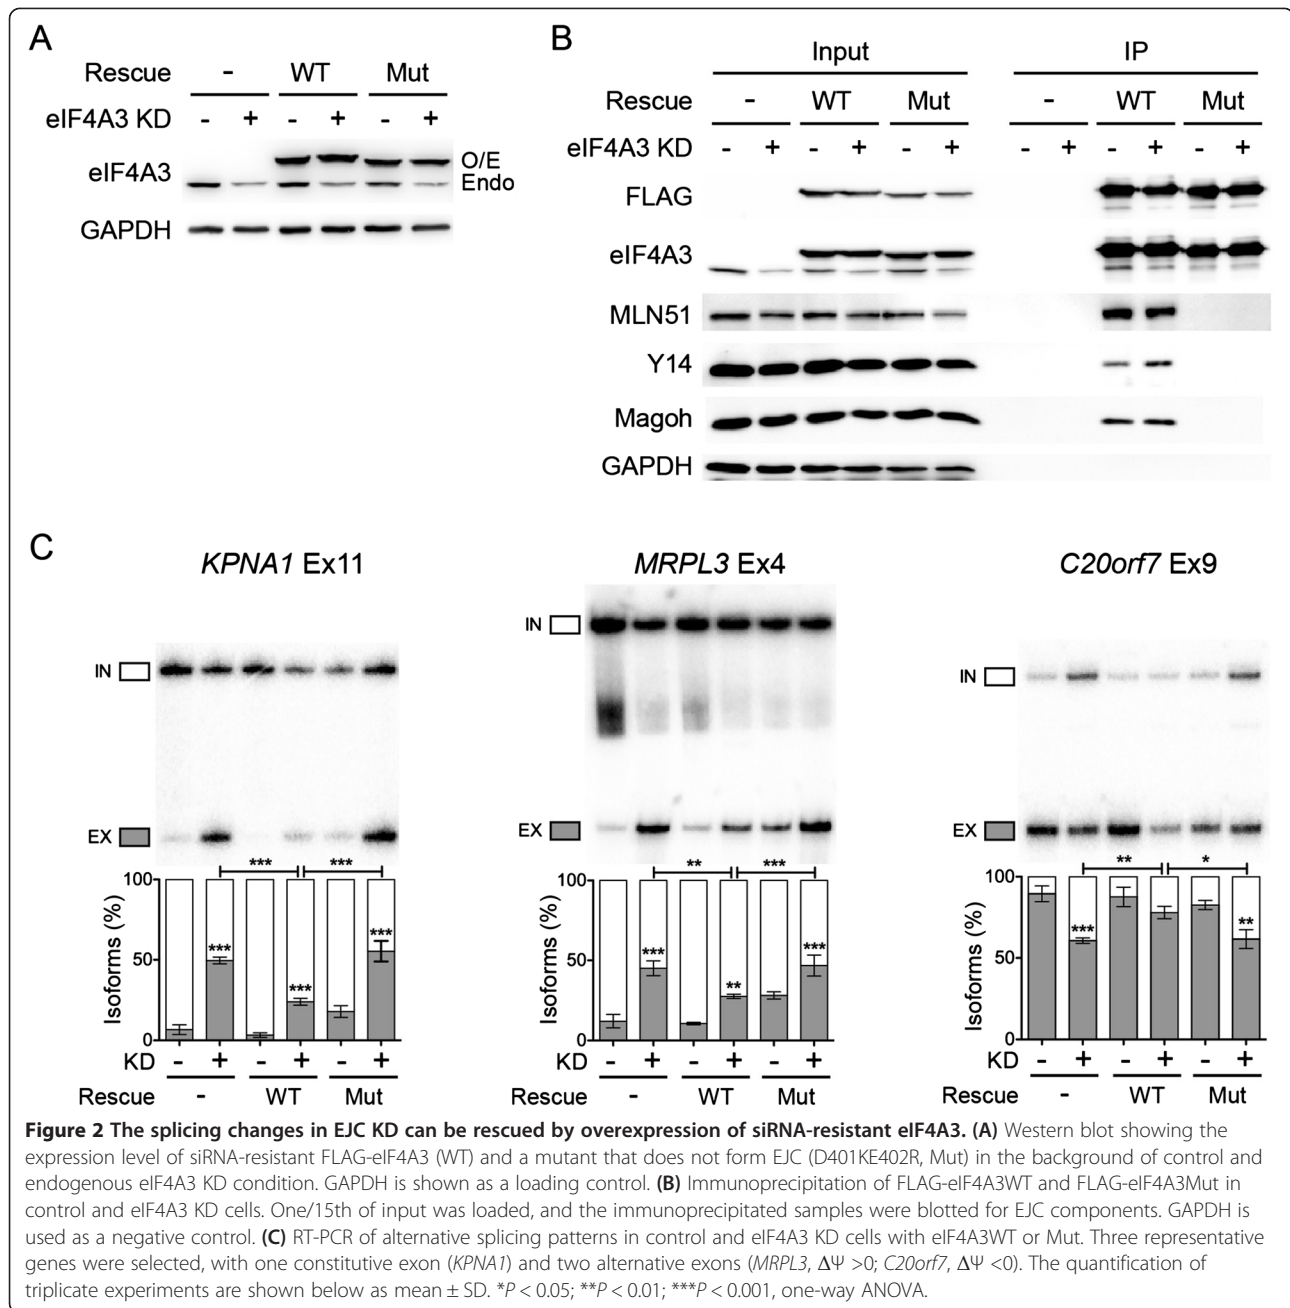 A
Rescue - WT Mut
eIF4A3 KD - + - + - +
eIF4A3 O/E
Endo
GAPDH
B
Input IP
Rescue - WT Mut - WT Mut
eIF4A3 KD - + - + - + - + - + - +
FLAG
eIF4A3
MLN51
Y14
Magoh
GAPDH
C
KPNA1 Ex11
IN
EX
*** ***
100
50
0
Isoforms (%)
*** *** ***
KD - + - + - +
Rescue - WT Mut
MRPL3 Ex4
IN
EX
** ***
100
50
0
Isoforms (%)
*** ** ***
KD - + - + - +
Rescue - WT Mut
C20orf7 Ex9
IN
EX
** *
100
50
0
Isoforms (%)
*** **
KD - + - + - +
Rescue - WT Mut
Figure 2 The splicing changes in EJC KD can be rescued by overexpression of siRNA-resistant eIF4A3. (A) Western blot showing the
expression level of siRNA-resistant FLAG-eIF4A3 (WT) and a mutant that does not form EJC (D401KE402R, Mut) in the background of control and
endogenous eIF4A3 KD condition. GAPDH is shown as a loading control. (B) Immunoprecipitation of FLAG-eIF4A3WT and FLAG-eIF4A3Mut in
control and eIF4A3 KD cells. One/15th of input was loaded, and the immunoprecipitated samples were blotted for EJC components. GAPDH is
used as a negative control. (C) RT-PCR of alternative splicing patterns in control and eIF4A3 KD cells with eIF4A3WT or Mut. Three representative
genes were selected, with one constitutive exon (KPNA1) and two alternative exons (MRPL3, ΔΨ >0; C20orf7, ΔΨ <0). The quantification of
triplicate experiments are shown below as mean ± SD. *P < 0.05; **P < 0.01; ***P < 0.001, one-way ANOVA.